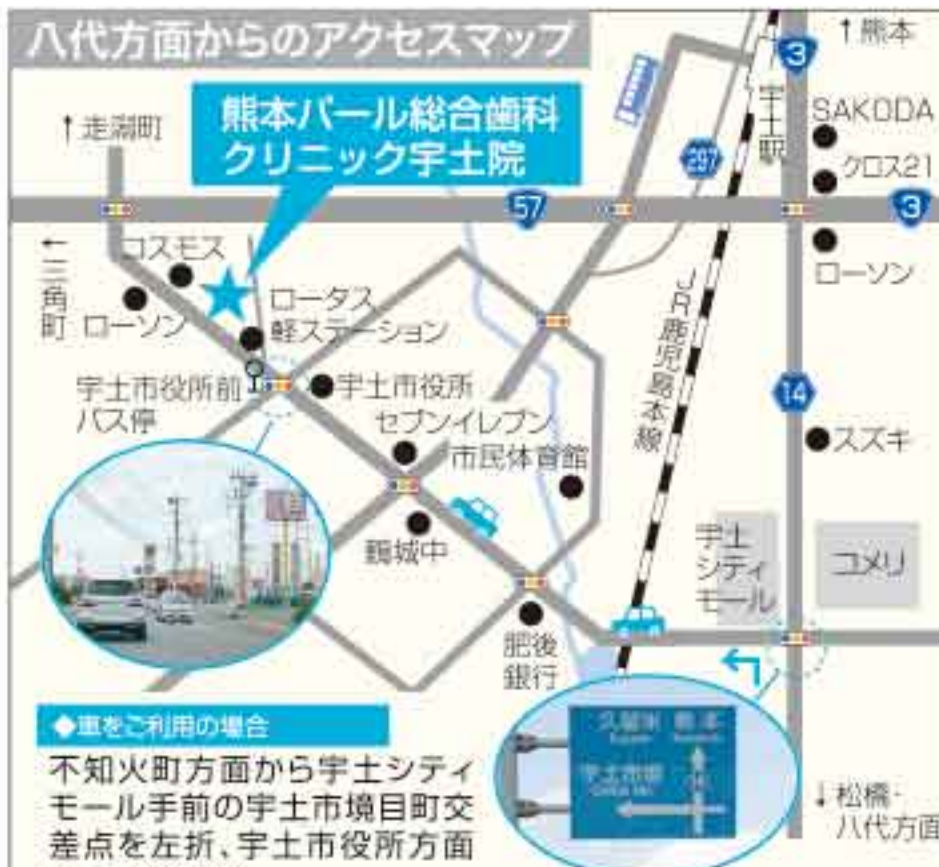 八代方面からのアクセスマップ
↑熊本
3
熊本パール総合歯科
クリニック宇土院
↑走潟町
宇土駅
SAKODA
297
クロス21
57
3
←三角町
コスモス
ローソン
ロータス
軽ステーション
ローソン
JR鹿児島本線
宇土市役所前
バス停
宇土市役所
14
セブンイレブン
市民体育館
スズキ
鶴城中
宇土
シティ
モール
コメリ
肥後
銀行
◆車をご利用の場合
不知火町方面から宇土シティ
モール手前の宇土市境目町交
差点を左折、宇土市役所方面
久留米 熊本
↓松橋・
八代方面